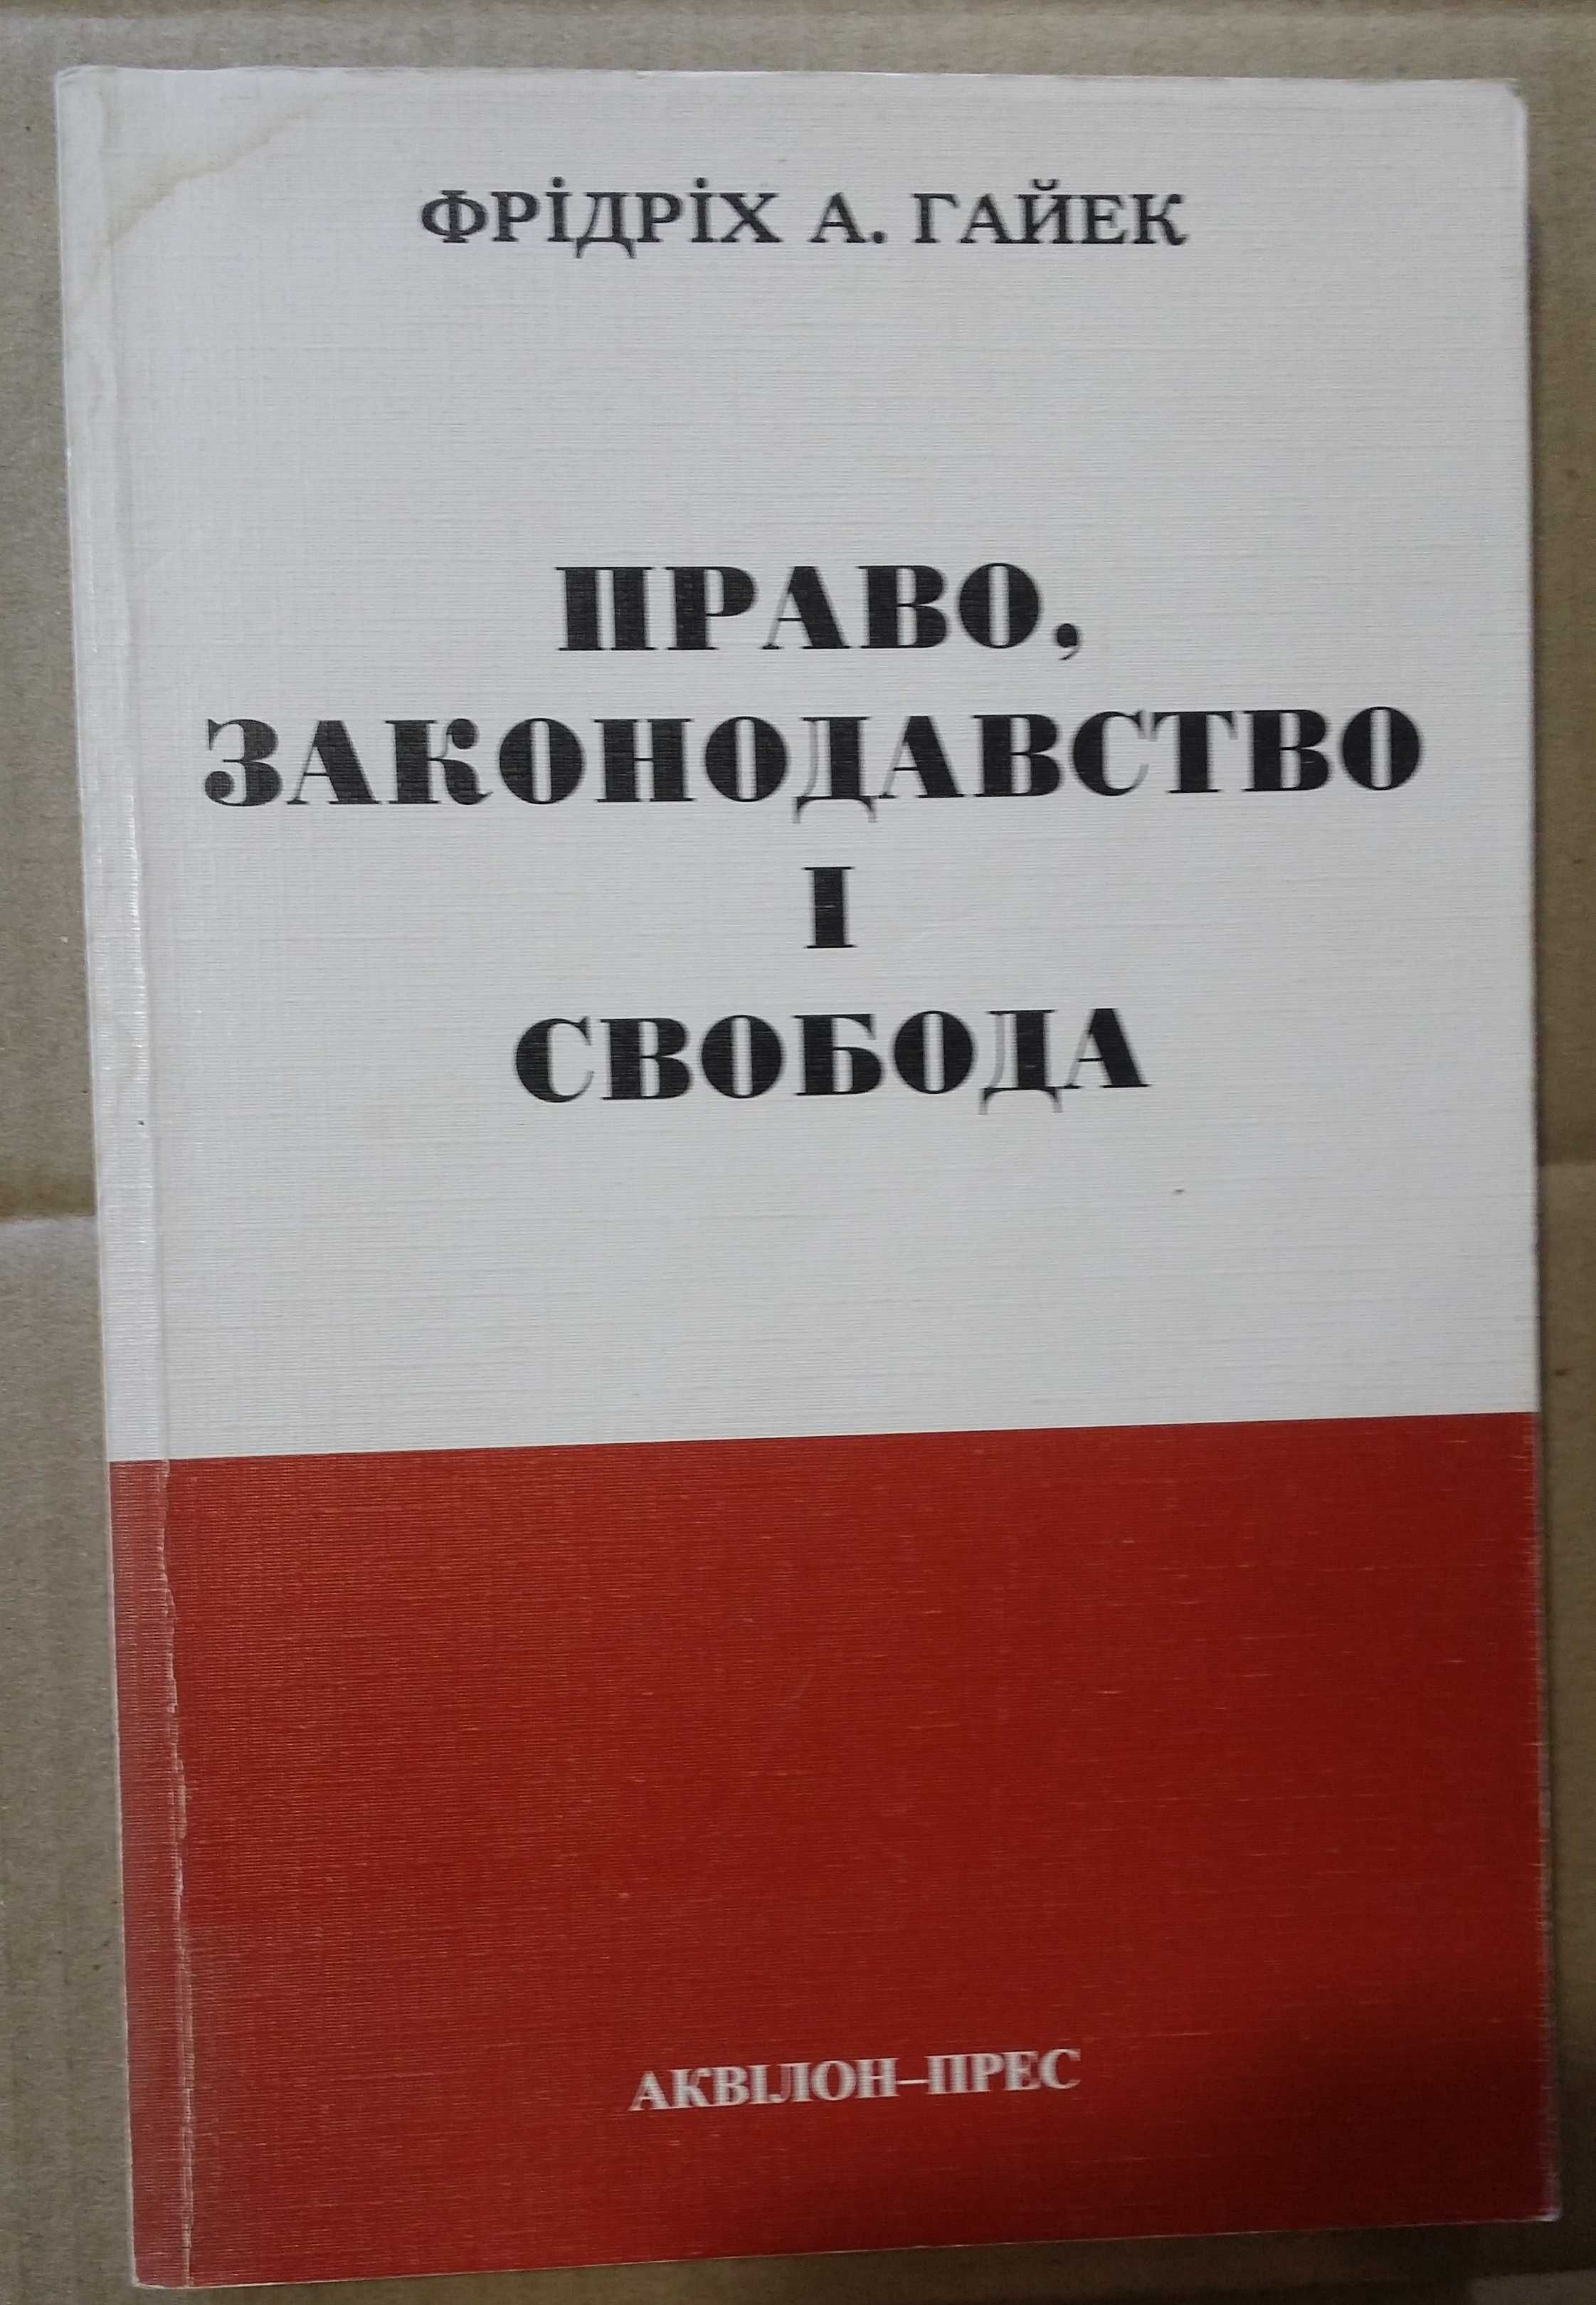 ФРІДРІХ А. ГАЙЕК
ПРАВО,
ЗАКОНОДАВСТВО
І
СВОБОДА
АКВІЛОН–ПРЕС